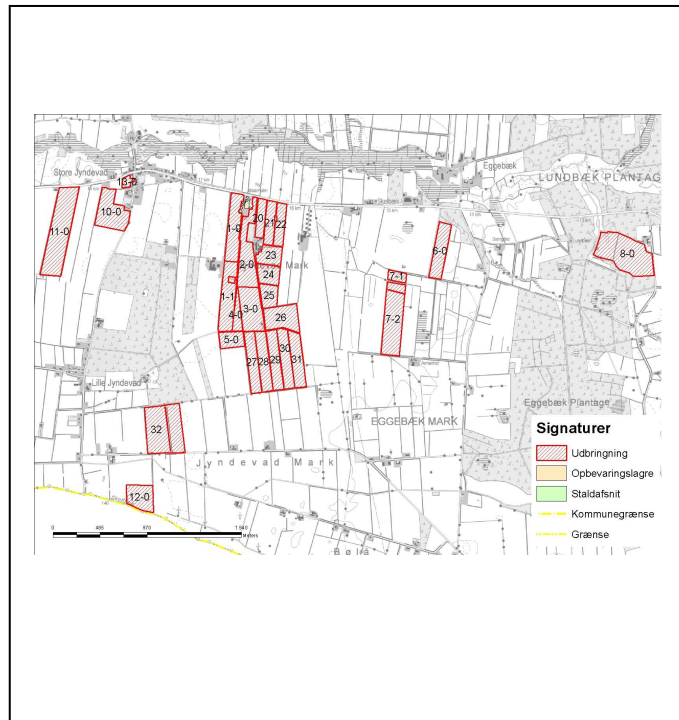 Store Jyndevad
Eggebæk
LUNDBÆK PLANTAGE
13-0
10-0
11-0
1-0
20
21
22
6-0
8-0
23
2-0
Mark
24
7-1
25
1-1
4-0
3-0
26
7-2
5-0
27
28
29
30
31
Lille Jyndevad
Eggebæk Plantage
32
EGGEBÆK MARK
Jyndevad Mark
12-0
Signaturer
Udbringning
Opbevaringslagre
Staldafsnit
Kommunegrænse
Grænse
0
485
970
1.940
Meters